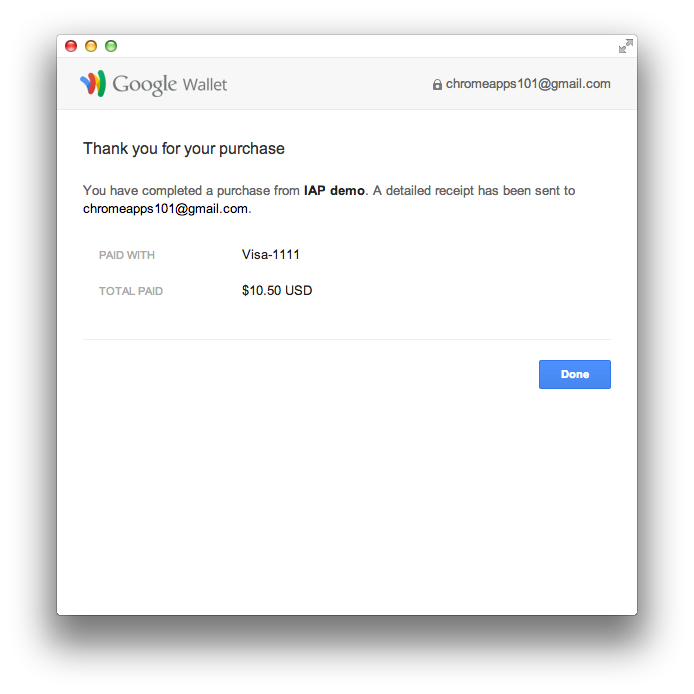 Google Wallet
chromeapps101@gmail.com
Thank you for your purchase
You have completed a purchase from IAP demo. A detailed receipt has been sent to
chromeapps101@gmail.com.
PAID WITH Visa-1111
TOTAL PAID $10.50 USD
Done